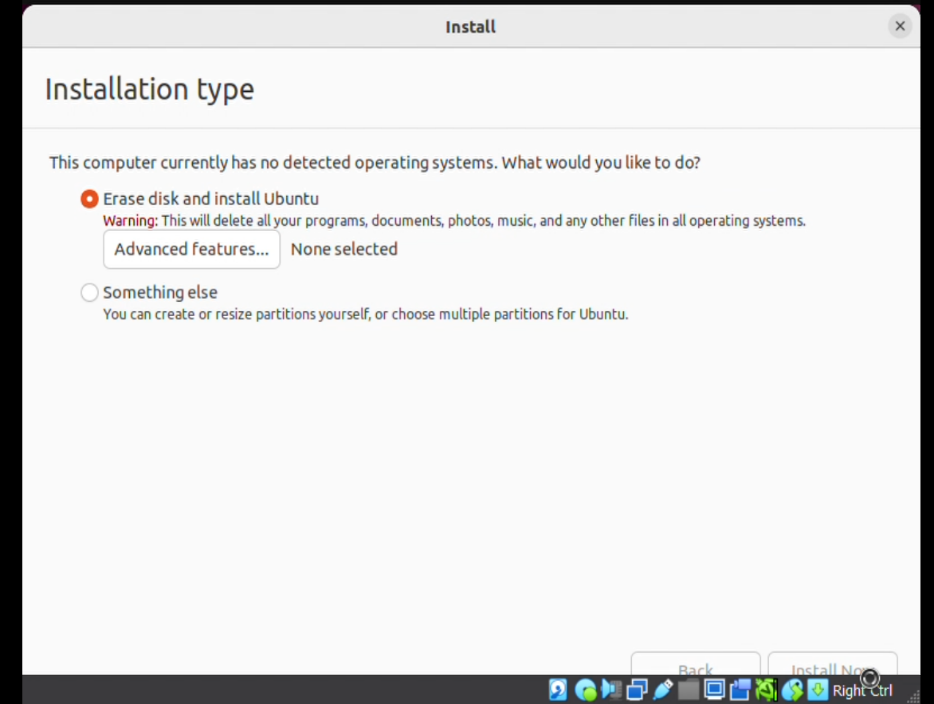 Install
Installation type
This computer currently has no detected operating systems. What would you like to do?
Erase disk and install Ubuntu
Warning: This will delete all your programs, documents, photos, music, and any other files in all operating systems.
Advanced features... None selected
Something else
You can create or resize partitions yourself, or choose multiple partitions for Ubuntu.
Back Install Now
Right Ctrl